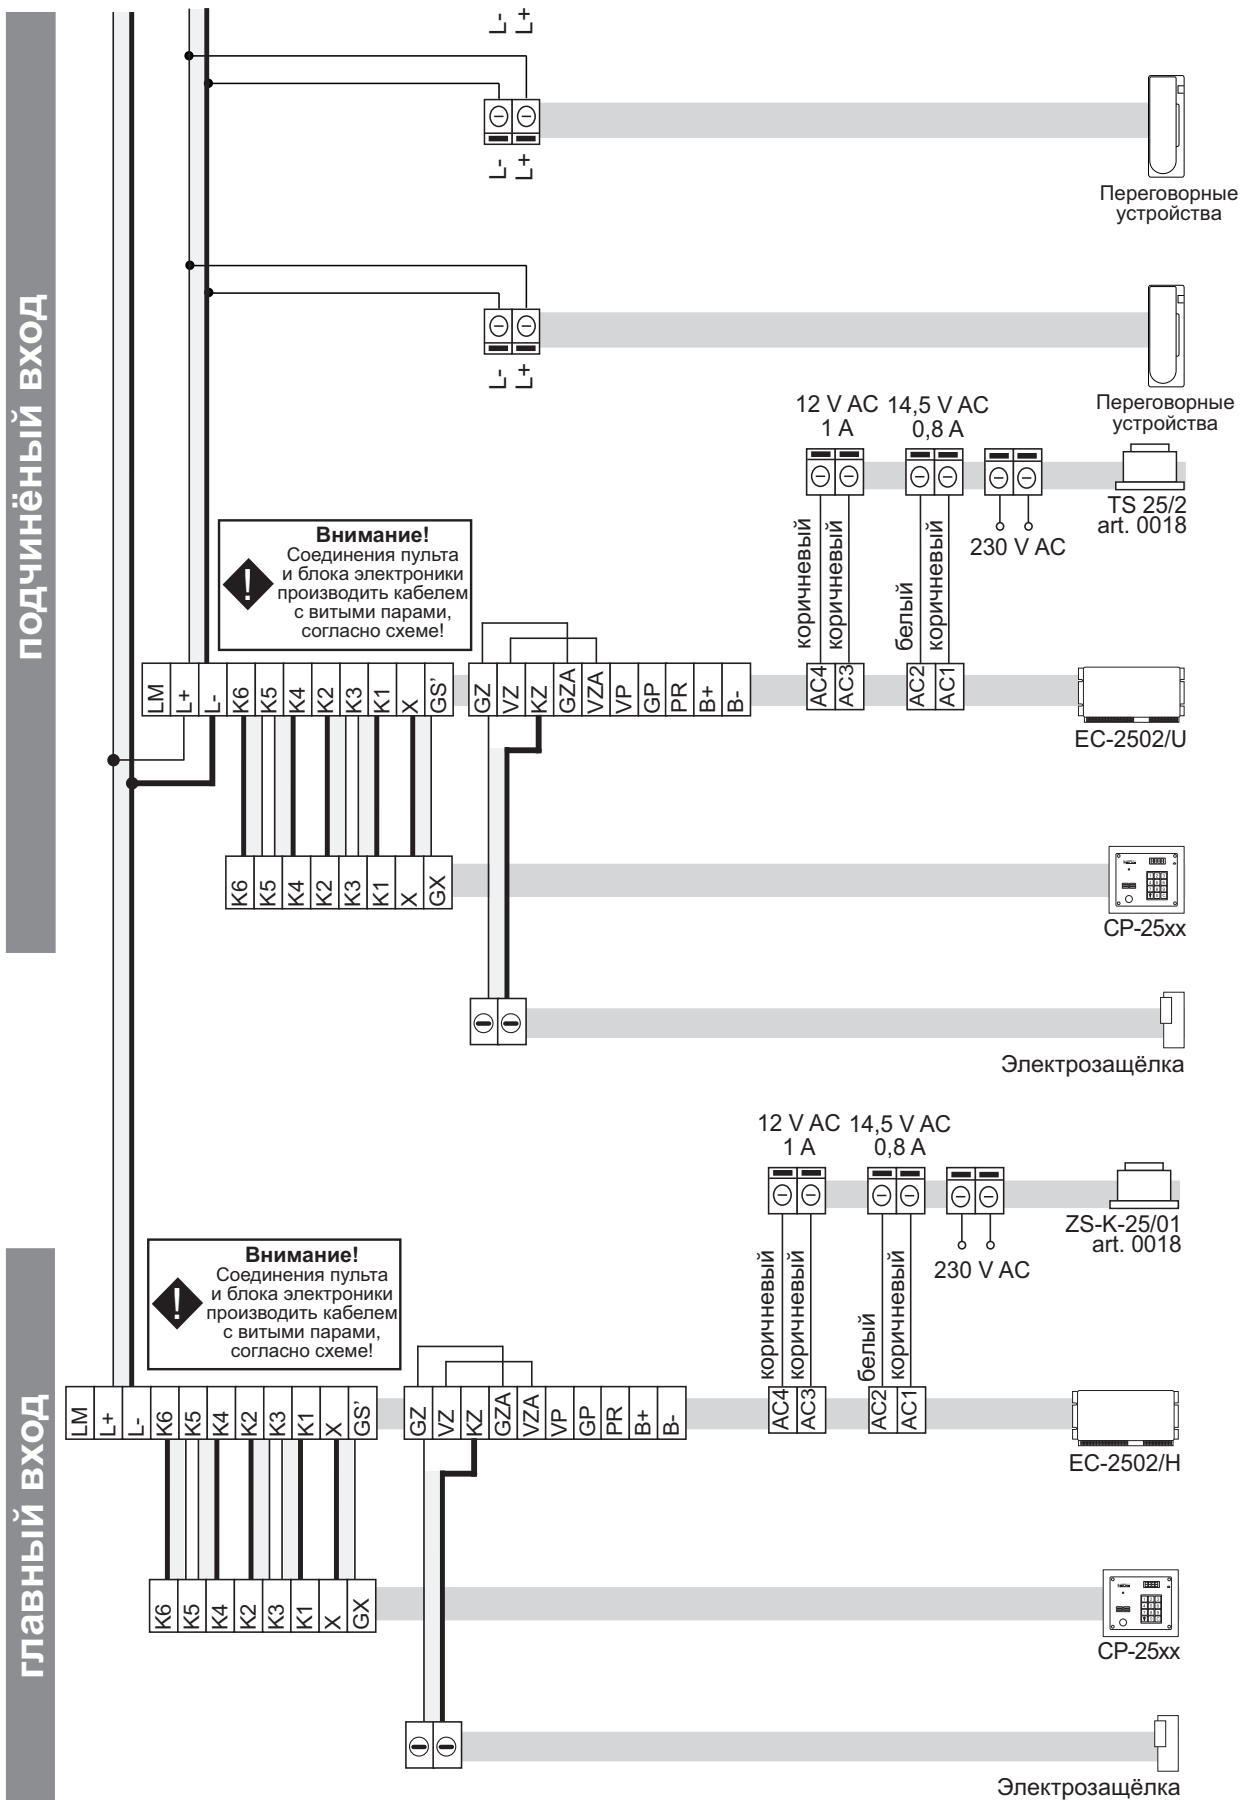 L-
L+
L-
L+
Переговорные
устройства
подчинёный вход
L-
L+
Переговорные
устройства
12 V AC
1 A
14,5 V AC
0,8 A
230 V AC
TS 25/2
art. 0018
коричневый
коричневый
белый
коричневый
Внимание!
Соединения пульта
и блока электроники
производить кабелем
с витыми парами,
согласно схеме!
!
LM
L+
L-
K6
K5
K4
K2
K3
K1
X
GS'
GZ
VZ
KZ
GZA
VZA
VP
GP
PR
B+
B-
AC4
AC3
AC2
AC1
EC-2502/U
K6
K5
K4
K2
K3
K1
X
GX
CP-25xx
Электрозащёлка
главный вход
12 V AC
1 A
14,5 V AC
0,8 A
230 V AC
ZS-K-25/01
art. 0018
коричневый
коричневый
белый
коричневый
Внимание!
Соединения пульта
и блока электроники
производить кабелем
с витыми парами,
согласно схеме!
!
LM
L+
L-
K6
K5
K4
K2
K3
K1
X
GS'
GZ
VZ
KZ
GZA
VZA
VP
GP
PR
B+
B-
AC4
AC3
AC2
AC1
EC-2502/H
K6
K5
K4
K2
K3
K1
X
GX
CP-25xx
Электрозащёлка